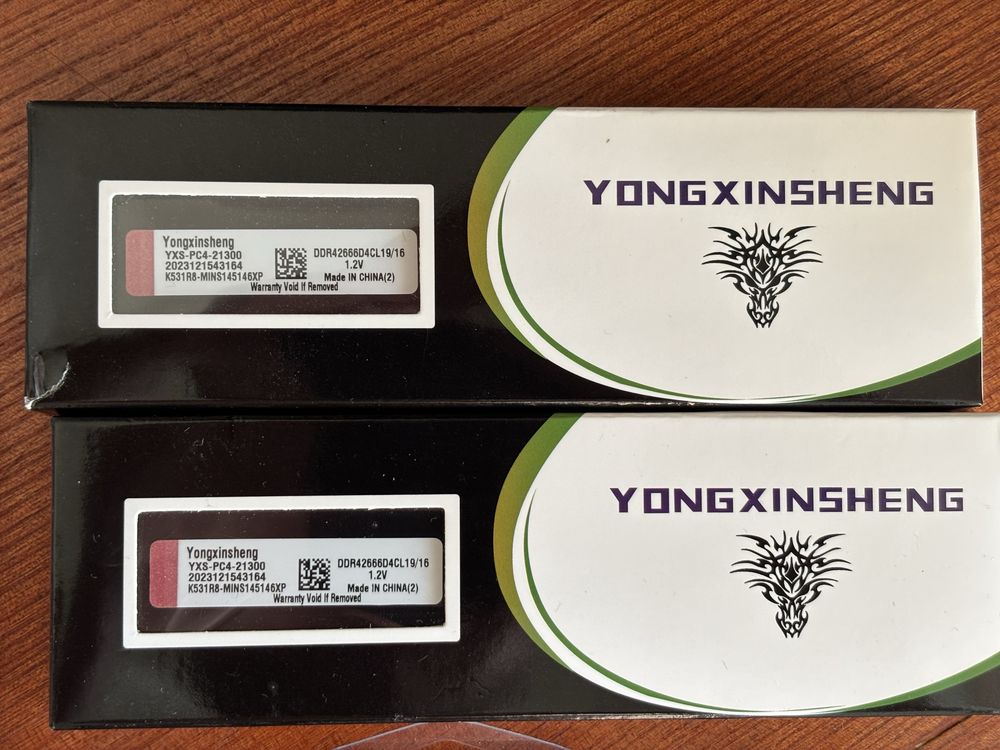 YONGXINSHENG
Yongxinsheng
YXS-PC4-21300
2023121543164
K531R8-MINS145146XP
DDR42666D4CL19/16
1.2V
Made IN CHINA(2)
Warranty Void If Removed
YONGXINSHENG
Yongxinsheng
YXS-PC4-21300
2023121543164
K531R8-MINS145146XP
DDR42666D4CL19/16
1.2V
Made IN CHINA(2)
Warranty Void If Removed